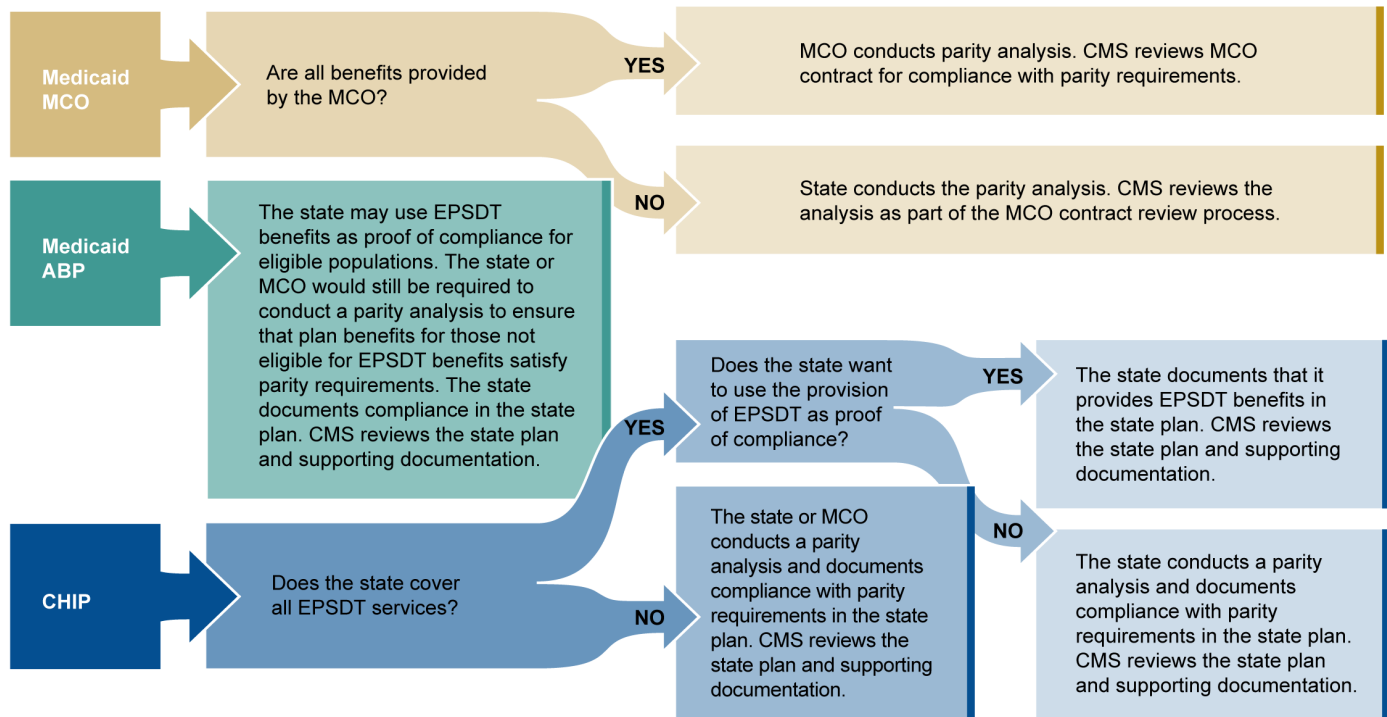 Medicaid
MCO
Are all benefits provided
by the MCO?
YES
MCO conducts parity analysis. CMS reviews MCO
contract for compliance with parity requirements.
NO
State conducts the parity analysis. CMS reviews the
analysis as part of the MCO contract review process.
Medicaid
ABP
The state may use EPSDT
benefits as proof of compliance for
eligible populations. The state or
MCO would still be required to
conduct a parity analysis to ensure
that plan benefits for those not
eligible for EPSDT benefits satisfy
parity requirements. The state
documents compliance in the state
plan. CMS reviews the state plan
and supporting documentation.
CHIP
Does the state cover
all EPSDT services?
YES
Does the state want
to use the provision
of EPSDT as proof
of compliance?
YES
The state documents that it
provides EPSDT benefits in
the state plan. CMS reviews
the state plan and supporting
documentation.
NO
The state conducts a parity
analysis and documents
compliance with parity
requirements in the state plan.
CMS reviews the state plan
and supporting documentation.
NO
The state or MCO
conducts a parity
analysis and documents
compliance with parity
requirements in the state
plan. CMS reviews the
state plan and supporting
documentation.